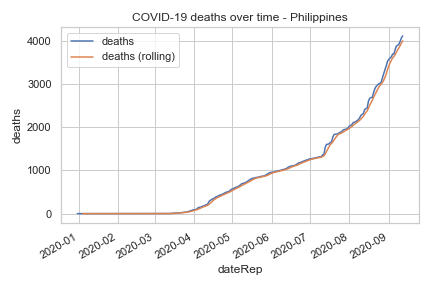 COVID-19 deaths over time - Philippines
deaths
deaths (rolling)
4000
3000
2000
1000
0
deaths
2020-01
2020-02
2020-03
2020-04
2020-05
2020-06
2020-07
2020-08
2020-09
dateRep